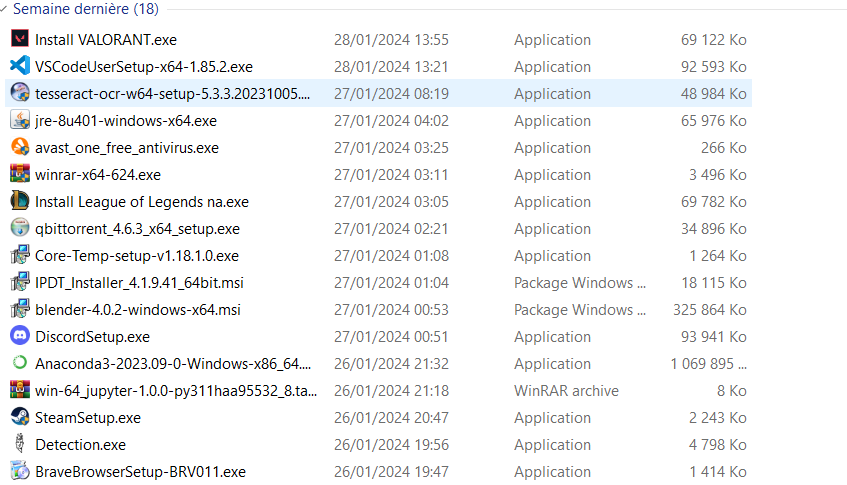 Semaine dernière (18)
Install VALORANT.exe 28/01/2024 13:55 Application 69 122 Ko
VSCodeUserSetup-x64-1.85.2.exe 28/01/2024 13:21 Application 92 593 Ko
tesseract-ocr-w64-setup-5.3.3.20231005.... 27/01/2024 08:19 Application 48 984 Ko
jre-8u401-windows-x64.exe 27/01/2024 04:02 Application 65 976 Ko
avast_one_free_antivirus.exe 27/01/2024 03:25 Application 266 Ko
winrar-x64-624.exe 27/01/2024 03:11 Application 3 496 Ko
Install League of Legends na.exe 27/01/2024 03:05 Application 69 782 Ko
qbittorrent_4.6.3_x64_setup.exe 27/01/2024 02:21 Application 34 896 Ko
Core-Temp-setup-v1.18.1.0.exe 27/01/2024 01:08 Application 1 264 Ko
IPDT_Installer_4.1.9.41_64bit.msi 27/01/2024 01:04 Package Windows ... 18 115 Ko
blender-4.0.2-windows-x64.msi 27/01/2024 00:53 Package Windows ... 325 864 Ko
DiscordSetup.exe 27/01/2024 00:51 Application 93 941 Ko
Anaconda3-2023.09-0-Windows-x86_64.... 26/01/2024 21:32 Application 1 069 895 ...
win-64_jupyter-1.0.0-py311haa95532_8.ta... 26/01/2024 21:18 WinRAR archive 8 Ko
SteamSetup.exe 26/01/2024 20:47 Application 2 243 Ko
Detection.exe 26/01/2024 19:56 Application 4 798 Ko
BraveBrowserSetup-BRV011.exe 26/01/2024 19:47 Application 1 414 Ko